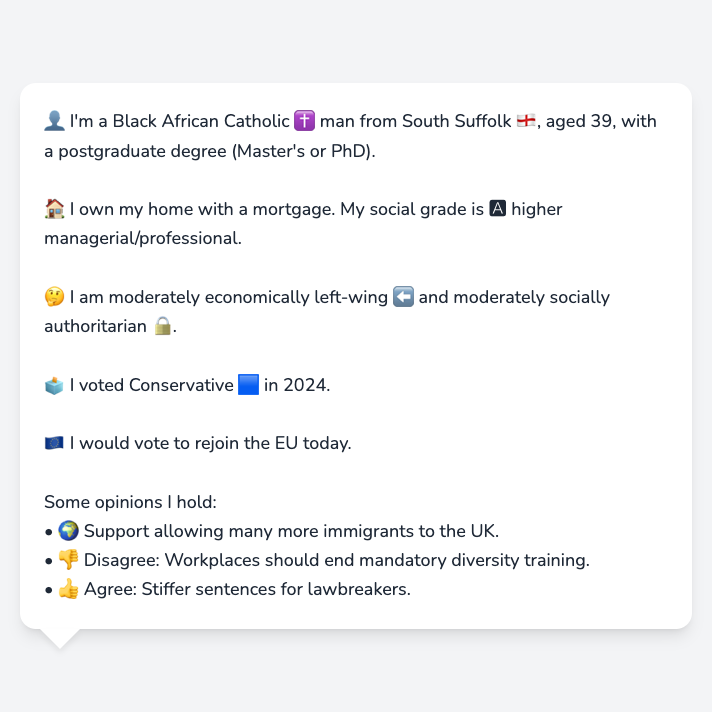 👤 I'm a Black African Catholic ✝️ man from South Suffolk 🏴󠁧󠁢󠁥󠁮󠁧󠁿, aged 39, with
a postgraduate degree (Master's or PhD).
🏠 I own my home with a mortgage. My social grade is 🅰 higher
managerial/professional.
🤔 I am moderately economically left-wing ⬅️ and moderately socially
authoritarian 🔒.
🗳️ I voted Conservative 🟦 in 2024.
🇪🇺 I would vote to rejoin the EU today.
Some opinions I hold:
• 🌍 Support allowing many more immigrants to the UK.
• 👎 Disagree: Workplaces should end mandatory diversity training.
• 👍 Agree: Stiffer sentences for lawbreakers.